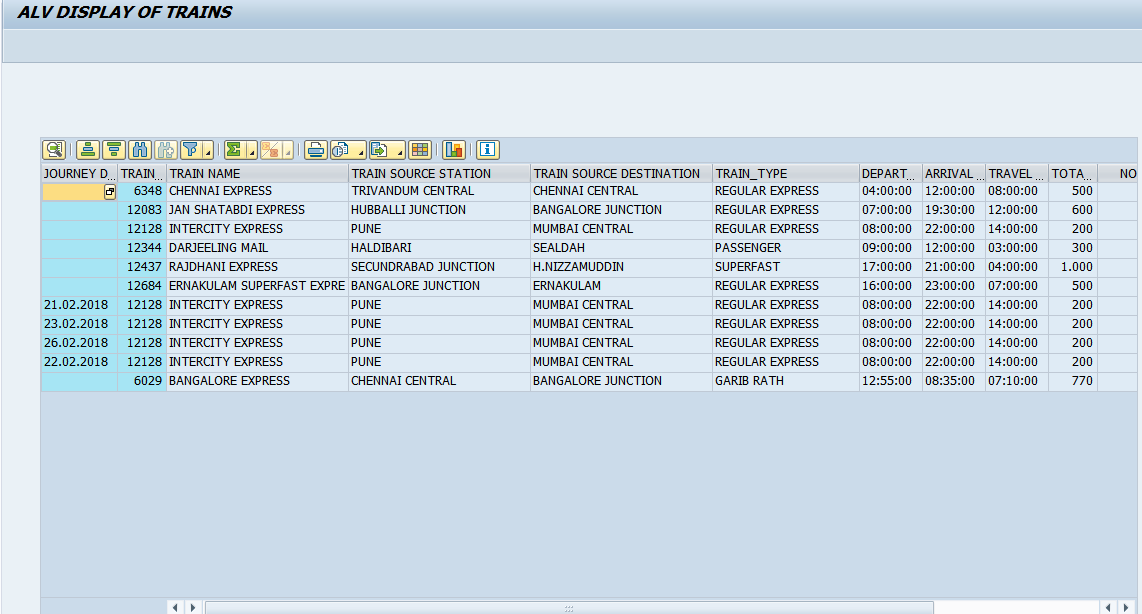 ALV DISPLAY OF TRAINS
JOURNEY D... TRAIN... TRAIN NAME TRAIN SOURCE STATION TRAIN SOURCE DESTINATION TRAIN_TYPE DEPART... ARRIVAL ... TRAVEL ... TOTA... NO
6348 CHENNAI EXPRESS TRIVANDUM CENTRAL CHENNAI CENTRAL REGULAR EXPRESS 04:00:00 12:00:00 08:00:00 500
12083 JAN SHATABDI EXPRESS HUBBALLI JUNCTION BANGALORE JUNCTION REGULAR EXPRESS 07:00:00 19:30:00 12:00:00 600
12128 INTERCITY EXPRESS PUNE MUMBAI CENTRAL REGULAR EXPRESS 08:00:00 22:00:00 14:00:00 200
12344 DARJEELING MAIL HALDIBARI SEALDAH PASSENGER 09:00:00 12:00:00 03:00:00 300
12437 RAJDHANI EXPRESS SECUNDRABAD JUNCTION H.NIZZAMUDDIN SUPERFAST 17:00:00 21:00:00 04:00:00 1.000
12684 ERNAKULAM SUPERFAST EXPRE BANGALORE JUNCTION ERNAKULAM REGULAR EXPRESS 16:00:00 23:00:00 07:00:00 500
21.02.2018 12128 INTERCITY EXPRESS PUNE MUMBAI CENTRAL REGULAR EXPRESS 08:00:00 22:00:00 14:00:00 200
23.02.2018 12128 INTERCITY EXPRESS PUNE MUMBAI CENTRAL REGULAR EXPRESS 08:00:00 22:00:00 14:00:00 200
26.02.2018 12128 INTERCITY EXPRESS PUNE MUMBAI CENTRAL REGULAR EXPRESS 08:00:00 22:00:00 14:00:00 200
22.02.2018 12128 INTERCITY EXPRESS PUNE MUMBAI CENTRAL REGULAR EXPRESS 08:00:00 22:00:00 14:00:00 200
6029 BANGALORE EXPRESS CHENNAI CENTRAL BANGALORE JUNCTION GARIB RATH 12:55:00 08:35:00 07:10:00 770